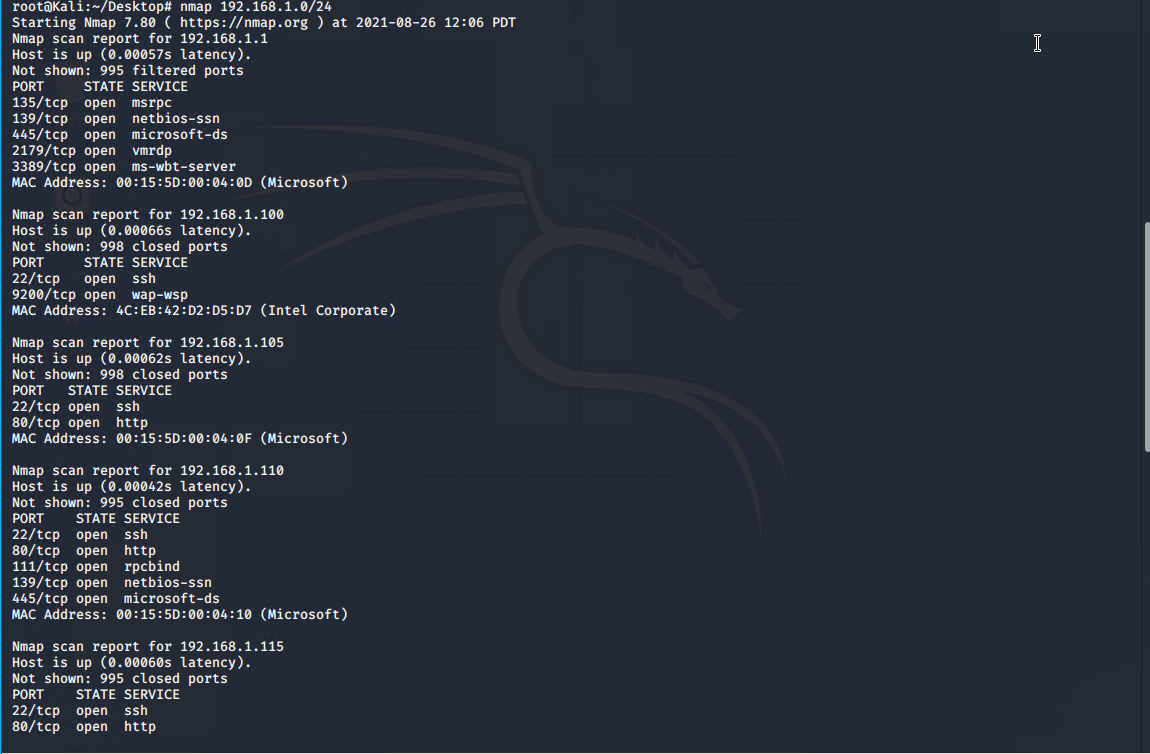 root@Kali:~/Desktop# nmap 192.168.1.0/24
Starting Nmap 7.80 ( https://nmap.org ) at 2021-08-26 12:06 PDT
Nmap scan report for 192.168.1.1
Host is up (0.00057s latency).
Not shown: 995 filtered ports
PORT     STATE SERVICE
135/tcp  open  msrpc
139/tcp  open  netbios-ssn
445/tcp  open  microsoft-ds
2179/tcp open  vmrdp
3389/tcp open  ms-wbt-server
MAC Address: 00:15:5D:00:04:0D (Microsoft)

Nmap scan report for 192.168.1.100
Host is up (0.00066s latency).
Not shown: 998 closed ports
PORT     STATE SERVICE
22/tcp   open  ssh
9200/tcp open  wap-wsp
MAC Address: 4C:EB:42:D2:D5:D7 (Intel Corporate)

Nmap scan report for 192.168.1.105
Host is up (0.00062s latency).
Not shown: 998 closed ports
PORT   STATE SERVICE
22/tcp open  ssh
80/tcp open  http
MAC Address: 00:15:5D:00:04:0F (Microsoft)

Nmap scan report for 192.168.1.110
Host is up (0.00042s latency).
Not shown: 995 closed ports
PORT    STATE SERVICE
22/tcp  open  ssh
80/tcp  open  http
111/tcp open  rpcbind
139/tcp open  netbios-ssn
445/tcp open  microsoft-ds
MAC Address: 00:15:5D:00:04:10 (Microsoft)

Nmap scan report for 192.168.1.115
Host is up (0.00060s latency).
Not shown: 995 closed ports
PORT    STATE SERVICE
22/tcp  open  ssh
80/tcp  open  http